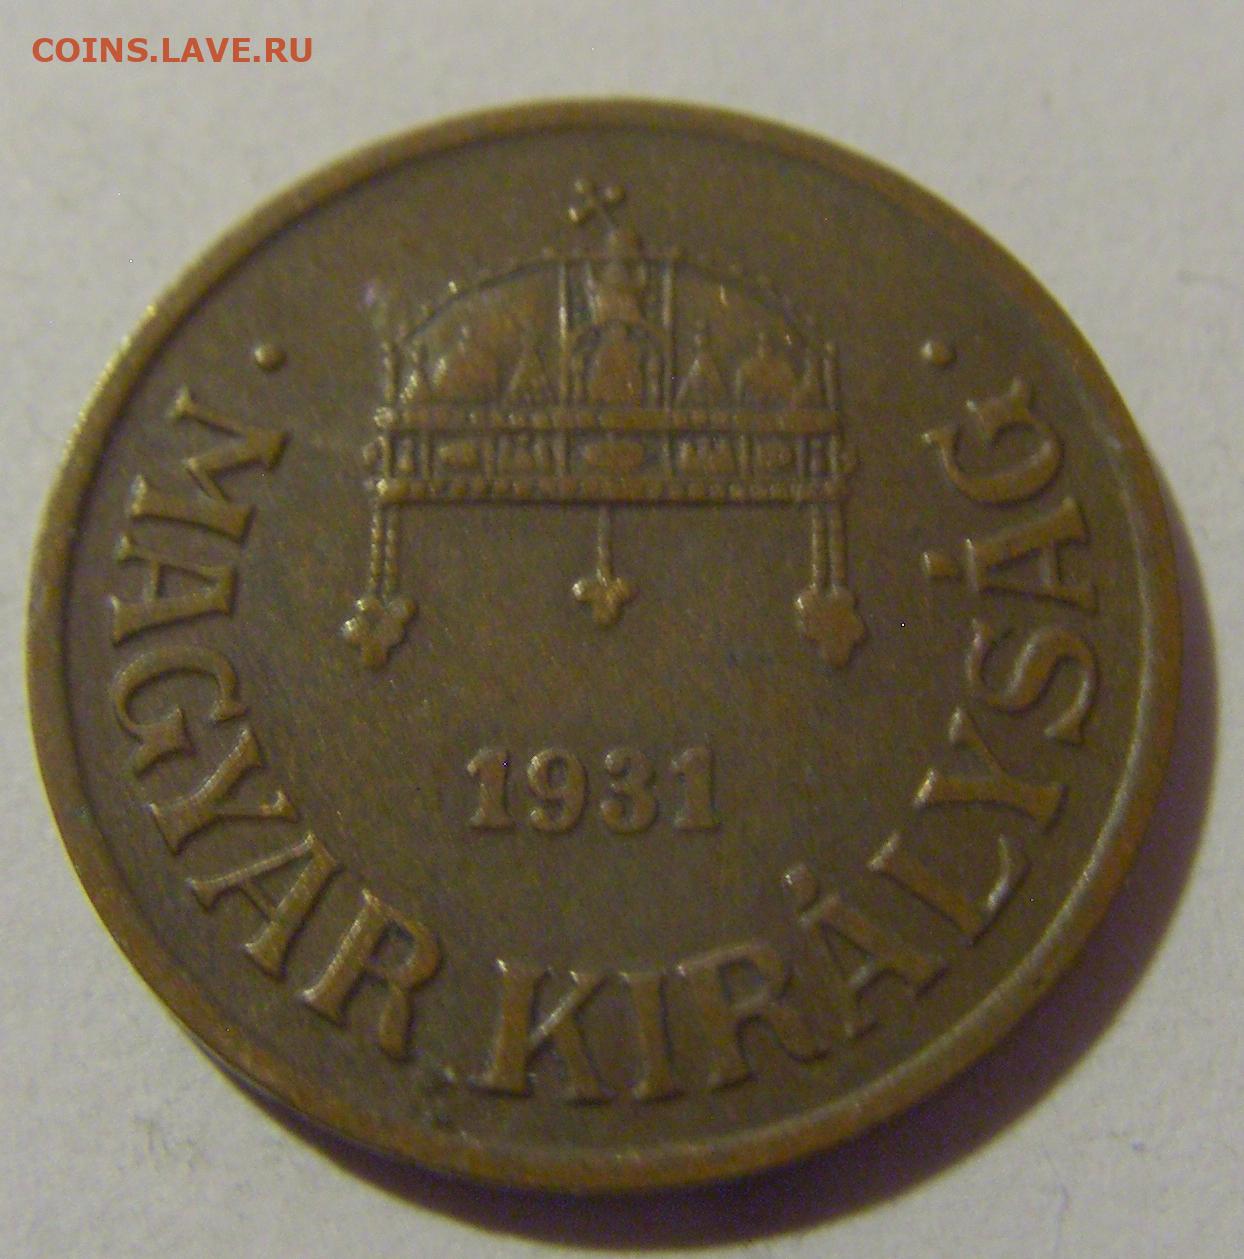 COINS.LAVE.RU
· MAGYAR KIRÁLYSÁG ·
1931